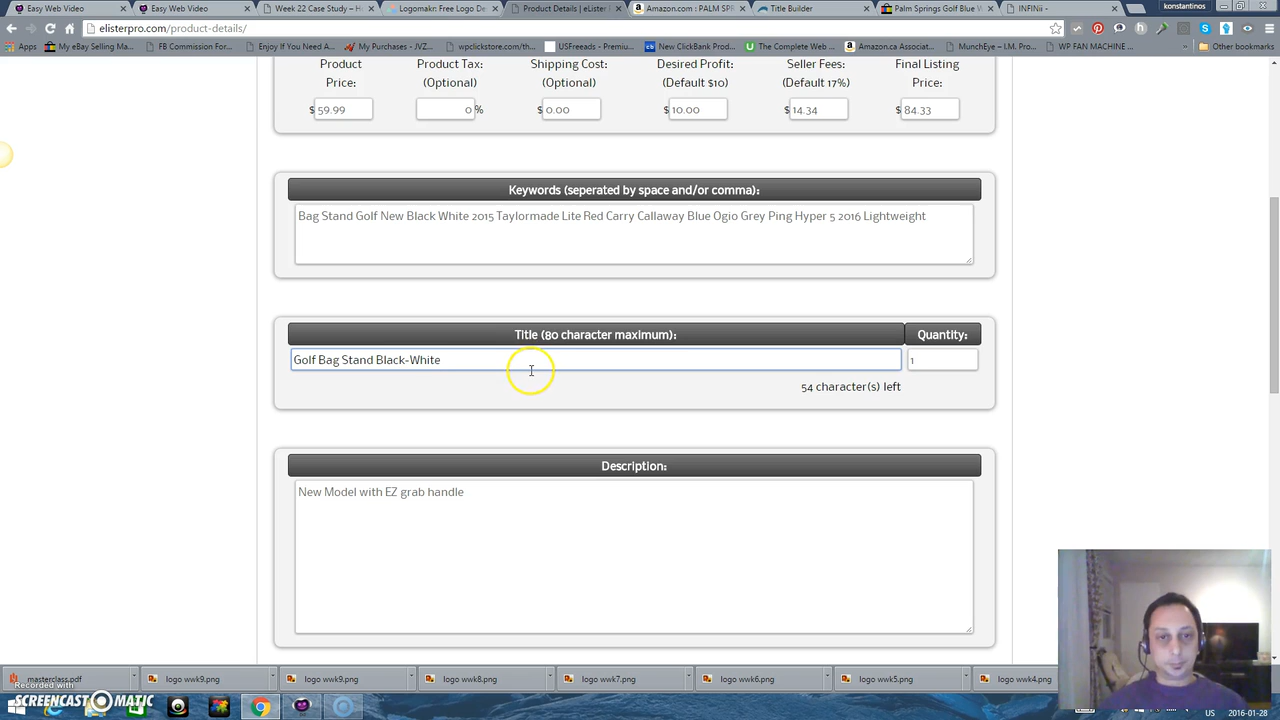 Easy Web Video
Easy Web Video
Week 22 Case Study –
Logomakr: Free Logo De
Product Details | eLister
Amazon.com : PALM SPR
Title Builder
Palm Springs Golf Blue W
INFINii -
konstantinos
elisterpro.com/product-details/
Apps
My eBay Selling Ma...
FB Commission For...
Enjoy If You Need A...
My Purchases - JVZ...
wpclickstore.com/th...
USFreeads - Premiu...
New ClickBank Prod...
The Complete Web ...
Amazon.ca Associat...
MunchEye – I.M. Pro...
WP FAN MACHINE ...
»
Other bookmarks
Product Price:
Product Tax: (Optional)
Shipping Cost: (Optional)
Desired Profit: (Default $10)
Seller Fees: (Default 17%)
Final Listing Price:
$ 59.99
0 %
$ 0.00
$ 10.00
$ 14.34
$ 84.33
Keywords (seperated by space and/or comma):
Bag Stand Golf New Black White 2015 Taylormade Lite Red Carry Callaway Blue Ogio Grey Ping Hyper 5 2016 Lightweight
Title (80 character maximum):
Quantity:
Golf Bag Stand Black-White
1
54 character(s) left
Description:
New Model with EZ grab handle
masterclass.pdf
logo wwk9.png
logo wwk9.png
logo wwk8.png
logo wwk7.png
logo wwk6.png
logo wwk5.png
logo wwk4.png
Recorded with
SCREENCAST MATIC
US
2016-01-28